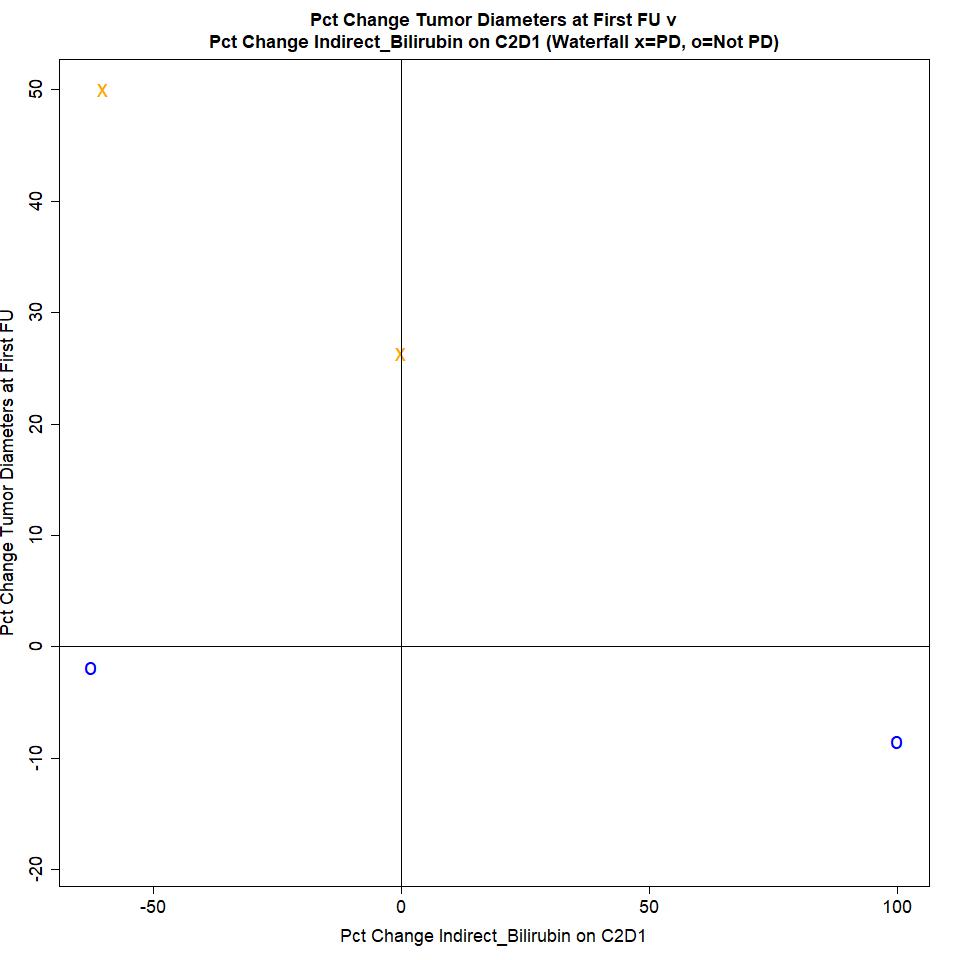 Pct Change Tumor Diameters at First FU v
Pct Change Indirect_Bilirubin on C2D1 (Waterfall x=PD, o=Not PD)
Pct Change Tumor Diameters at First FU
50
40
30
20
10
0
-10
-20
X
X
O
O
-50
0
50
100
Pct Change Indirect_Bilirubin on C2D1